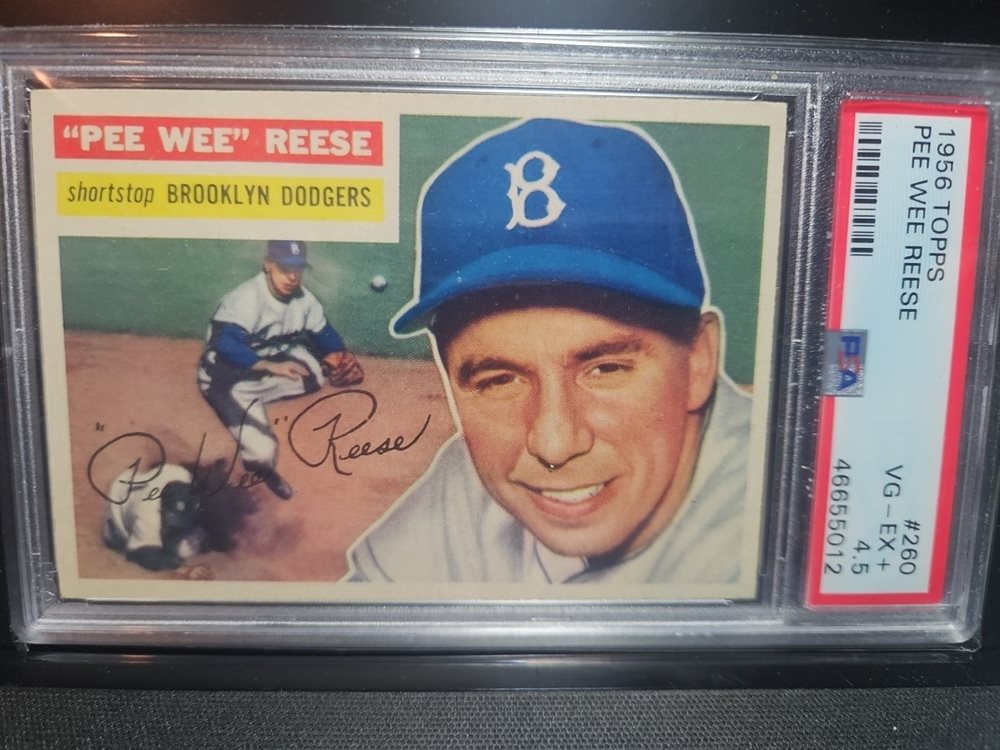 "PEE WEE" REESE
shortstop BROOKLYN DODGERS
B
B
"Pee Wee" Reese
1956 TOPPS
PEE WEE REESE
PSA
#260
VG-EX+
4.5
46655012